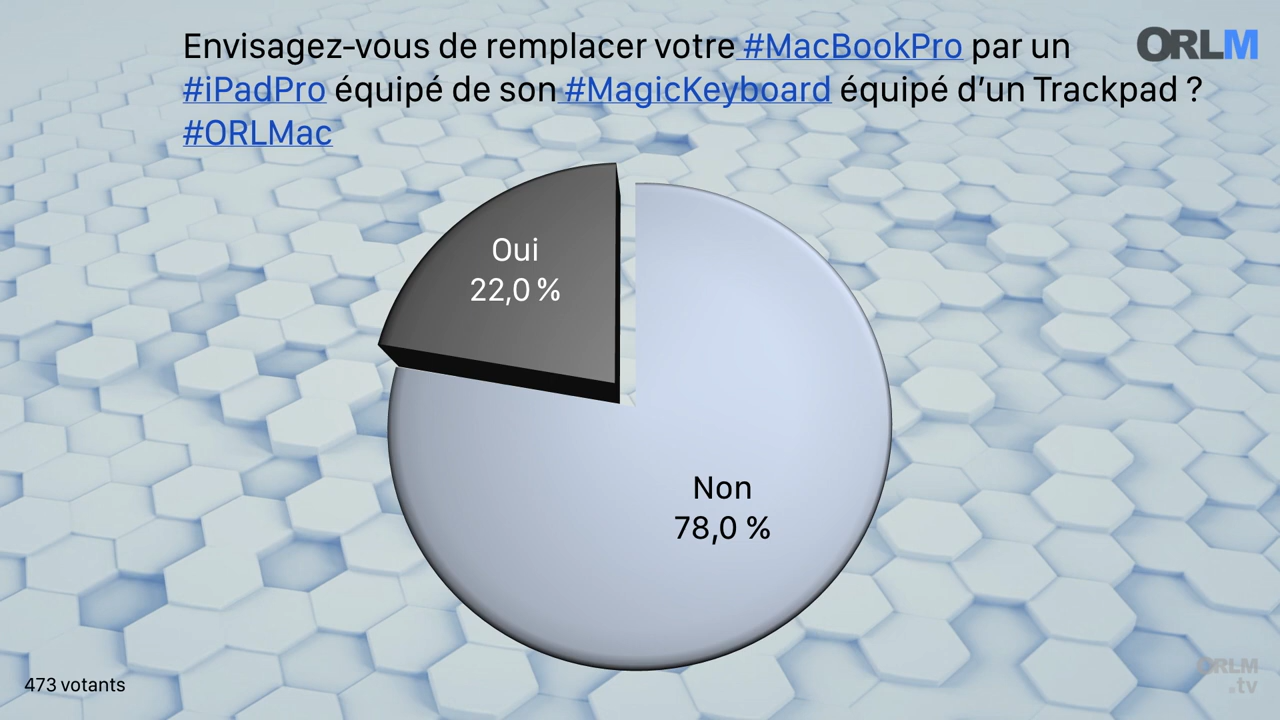 Envisagez-vous de remplacer votre #MacBookPro par un
#iPadPro équipé de son #MagicKeyboard équipé d’un Trackpad ?
#ORLMac
ORLM
Oui
22,0 %
Non
78,0 %
473 votants
ORLM
.tv